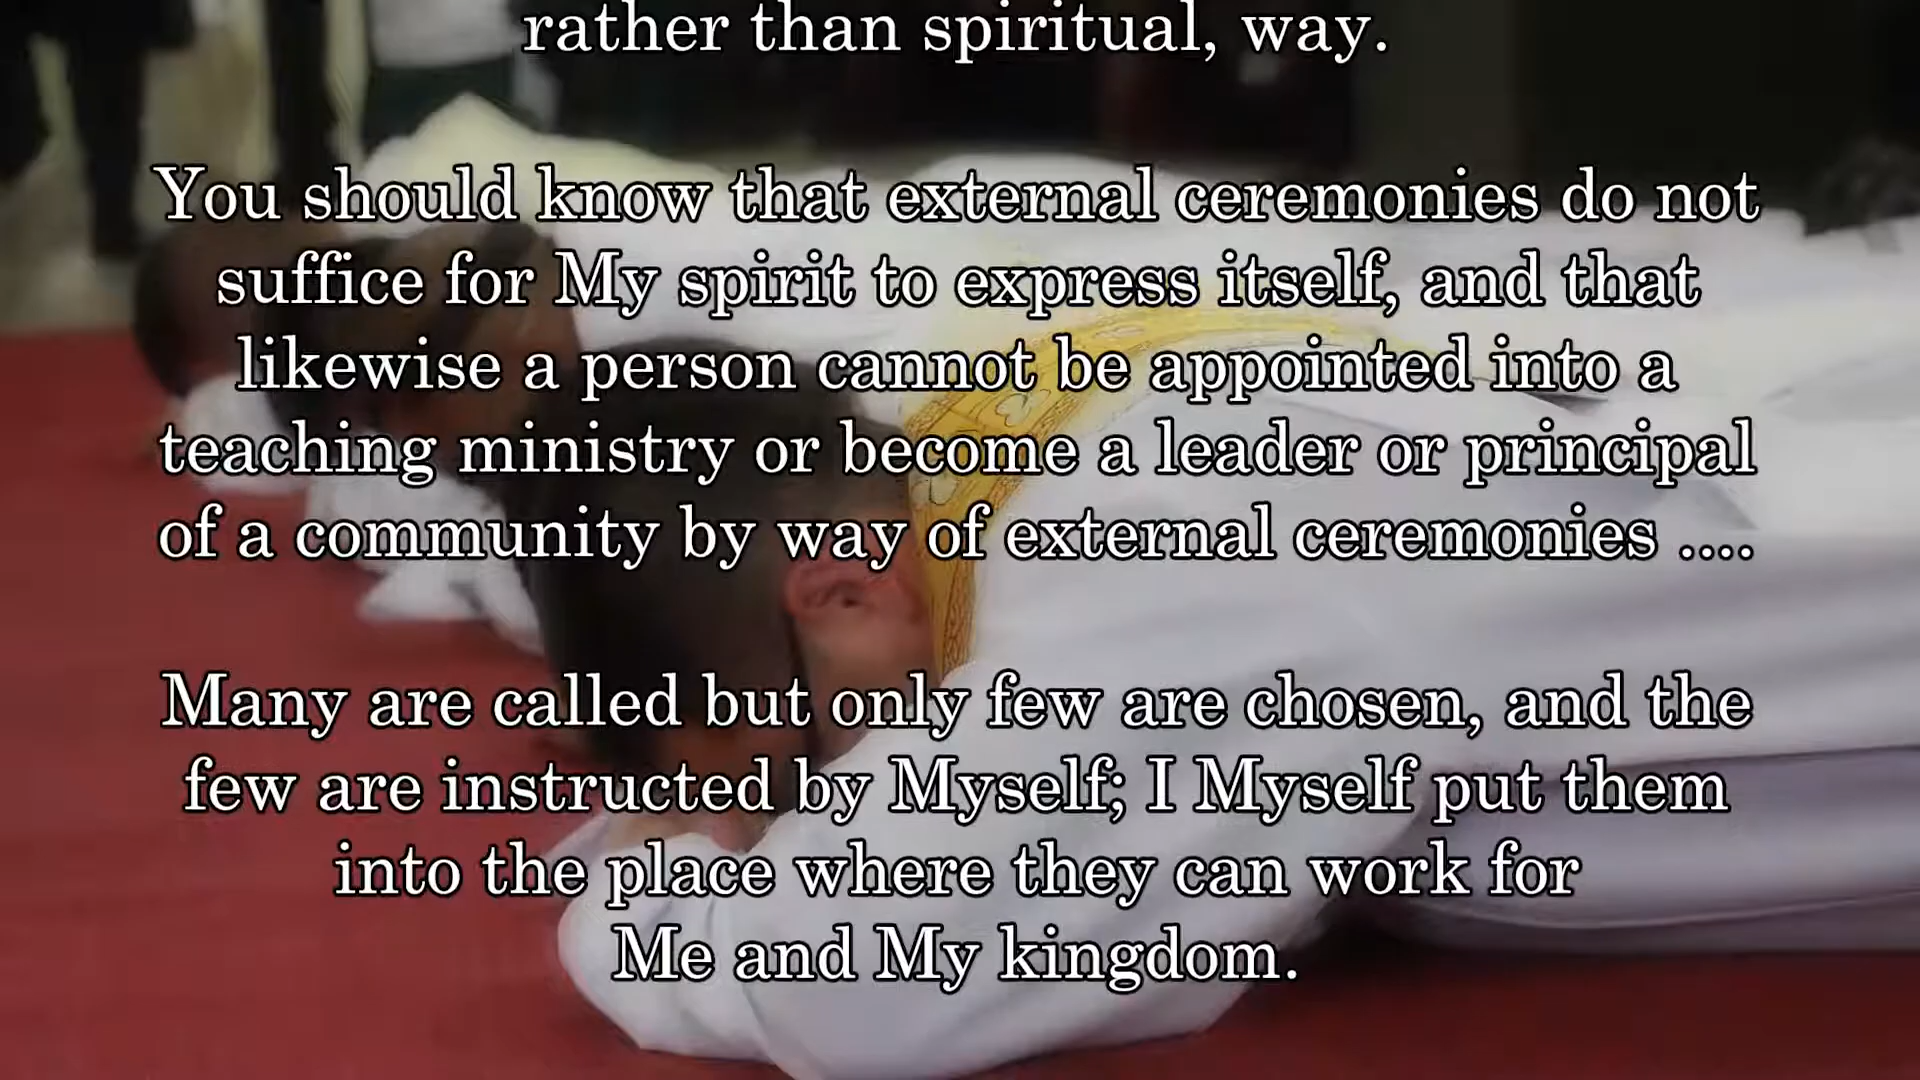 rather than spiritual, way.
You should know that external ceremonies do not
suffice for My spirit to express itself, and that
likewise a person cannot be appointed into a
teaching ministry or become a leader or principal
of a community by way of external ceremonies ....
Many are called but only few are chosen, and the
few are instructed by Myself; I Myself put them
into the place where they can work for
Me and My kingdom.